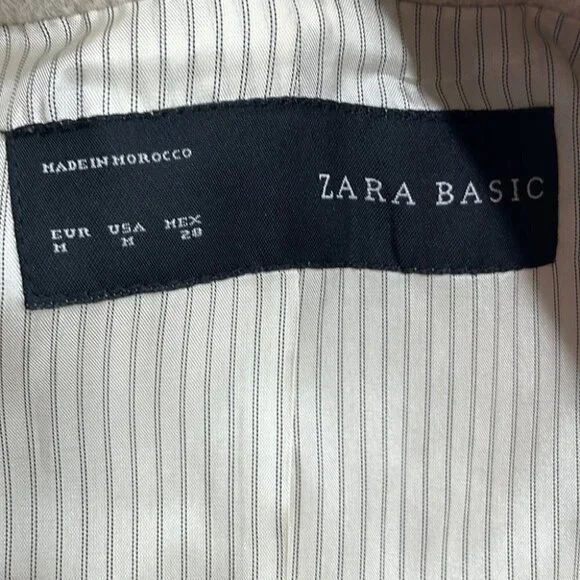 MADE IN MOROCCO
ZARA BASIC
EUR USA MEX
M M 28